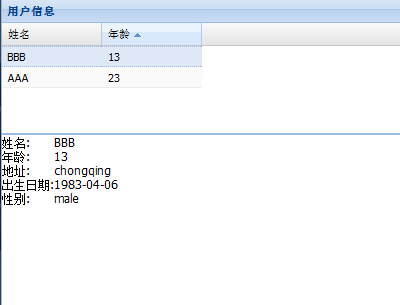 用户信息
姓名 年龄
BBB 13
AAA 23
姓名: BBB
年龄: 13
地址: chongqing
出生日期:1983-04-06
性别: male